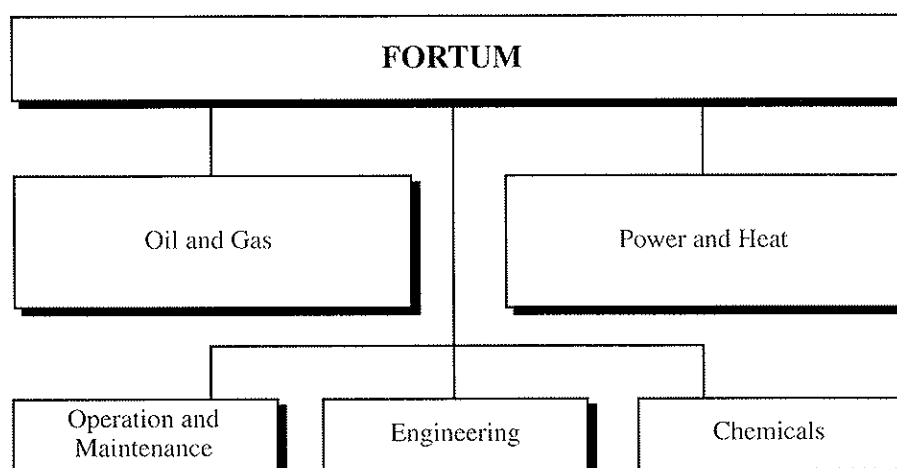 FORTUM
Oil and Gas
Power and Heat
Operation and
Maintenance
Engineering
Chemicals